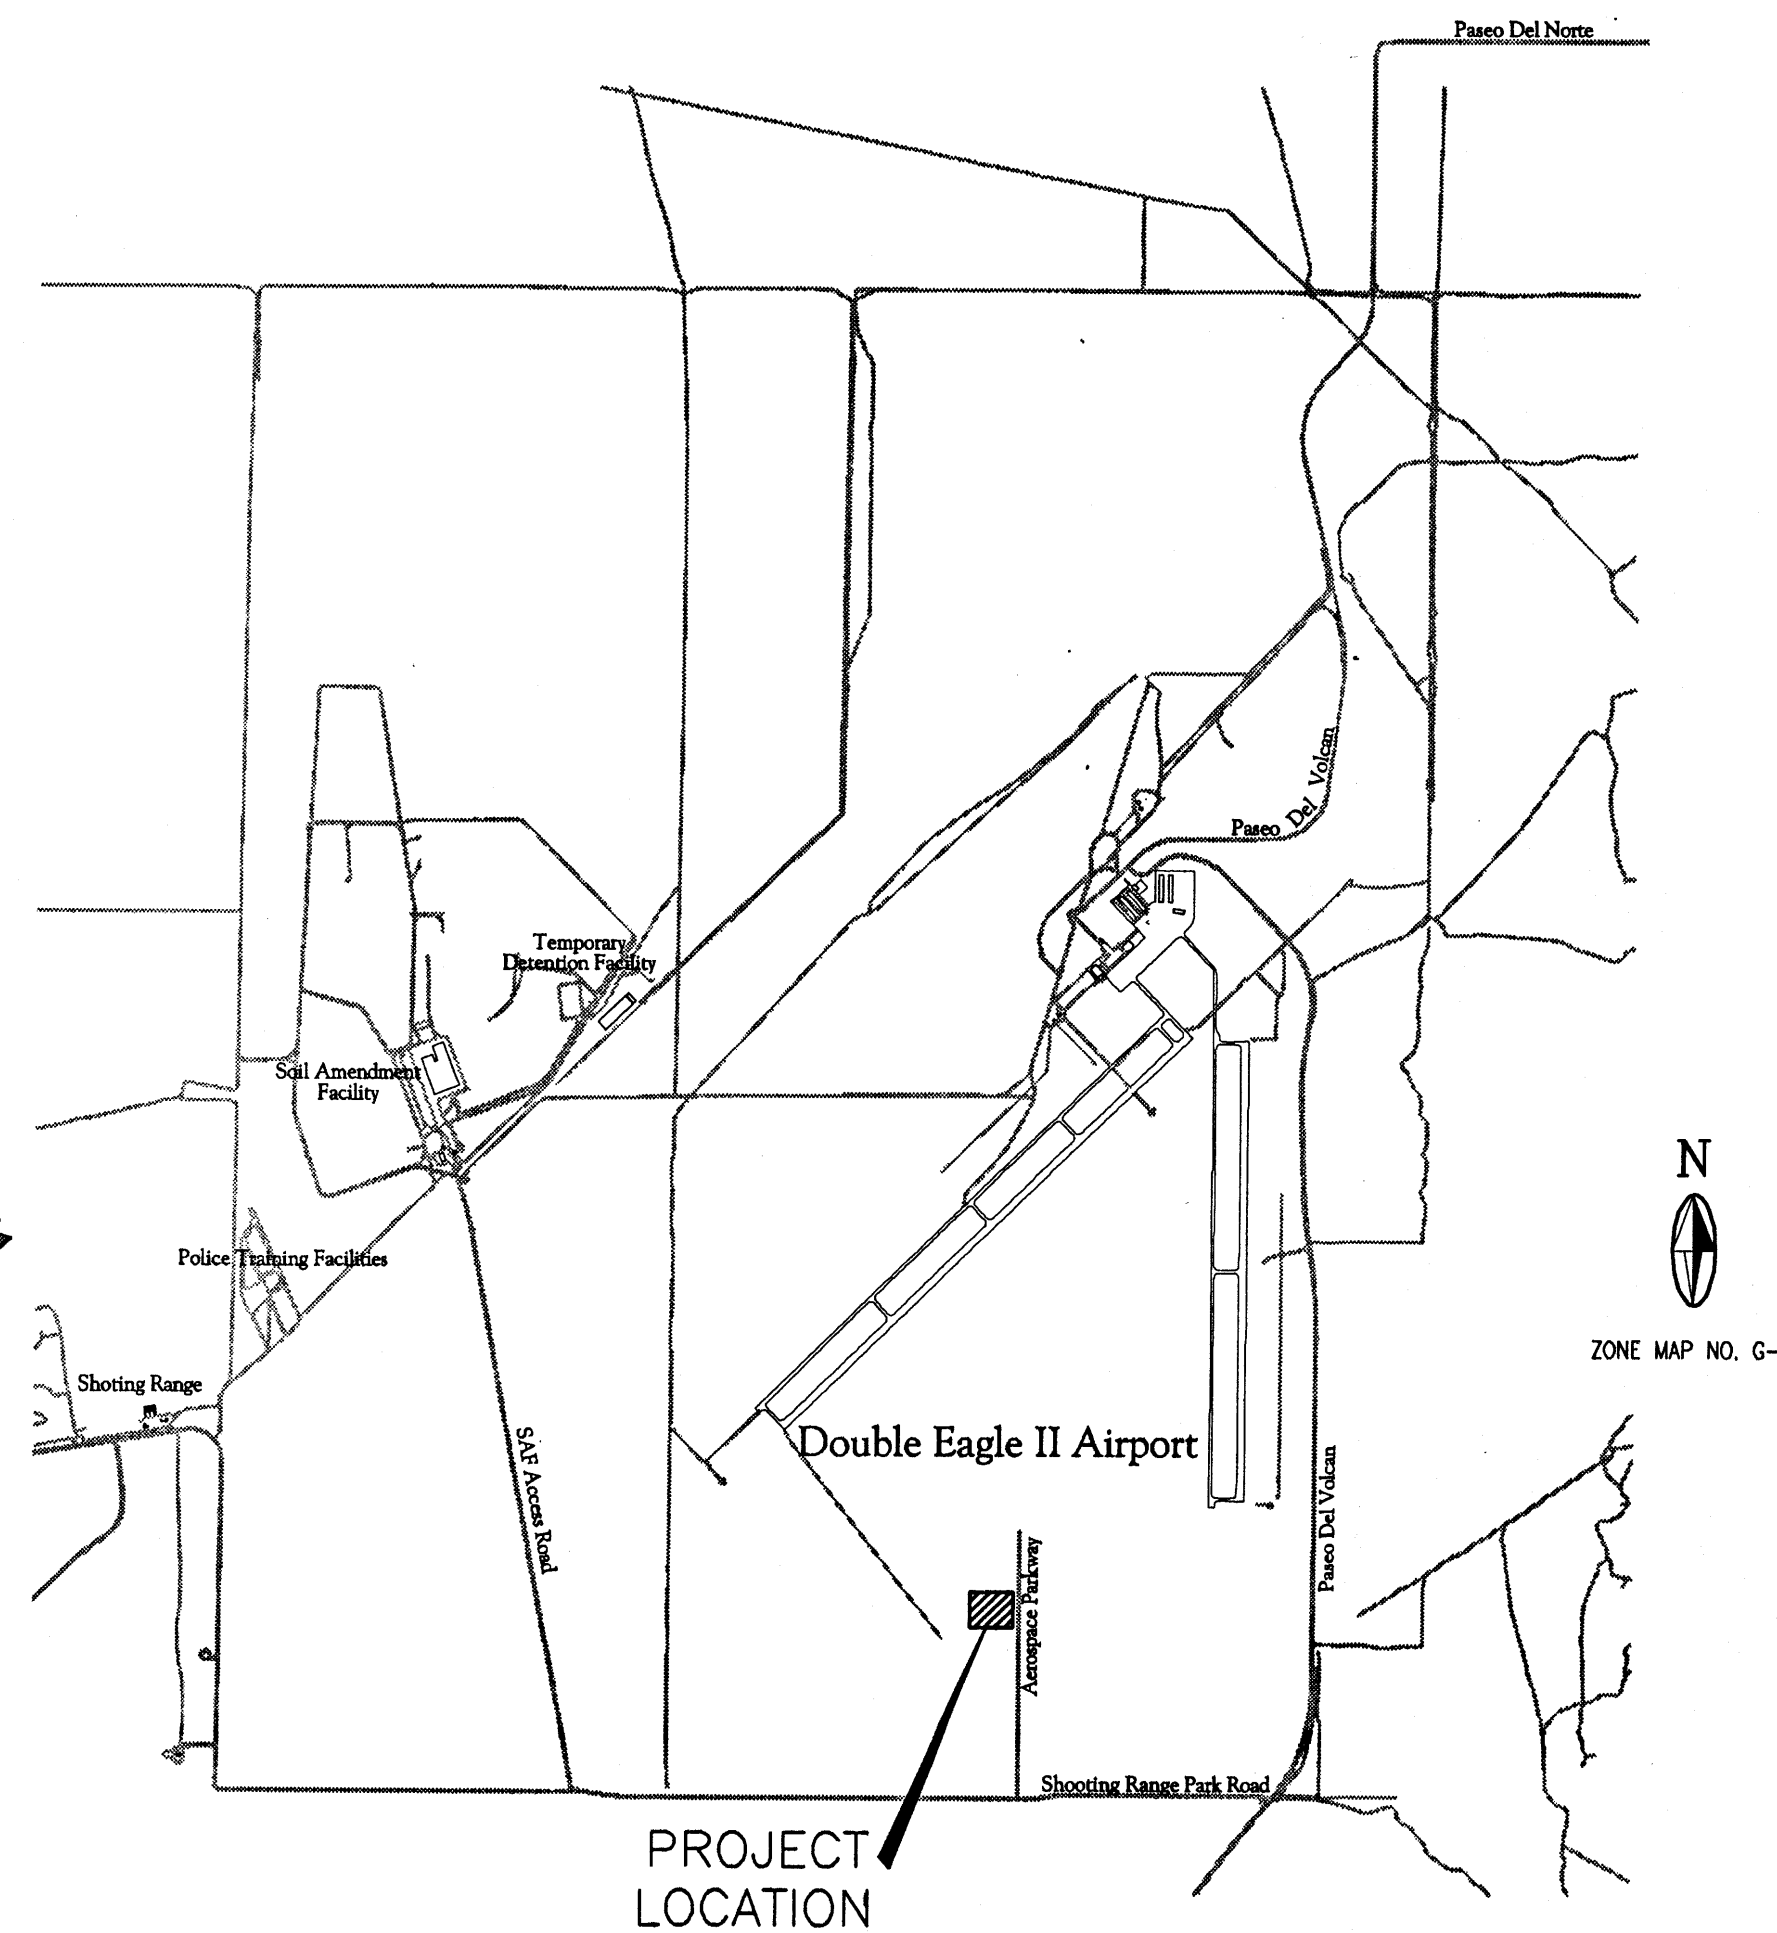 Paseo Del Norte
Paseo Del Volcan
Temporary
Detention Facility
Soil Amendment
Facility
N
Police Training Facilities
ZONE MAP NO. G-
Shoting Range
SAF Access Road
Double Eagle II Airport
Paseo Del Volcan
Aerospace Parkway
Shooting Range Park Road
PROJECT
LOCATION